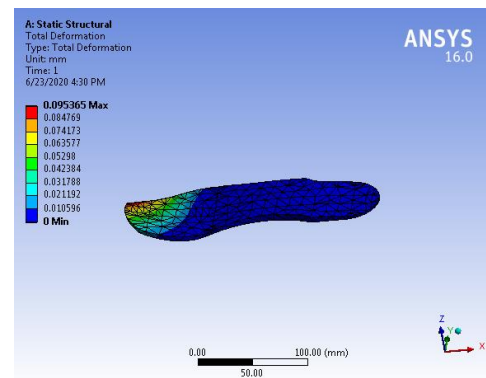 A: Static Structural
Total Deformation
Type: Total Deformation
Unit: mm
Time: 1
6/23/2020 4:30 PM
0.095365 Max
0.084769
0.074173
0.063577
0.05298
0.042384
0.031788
0.021192
0.010596
0 Min
ANSYS
16.0
0.00
100.00 (mm)
50.00
Z
Y
X